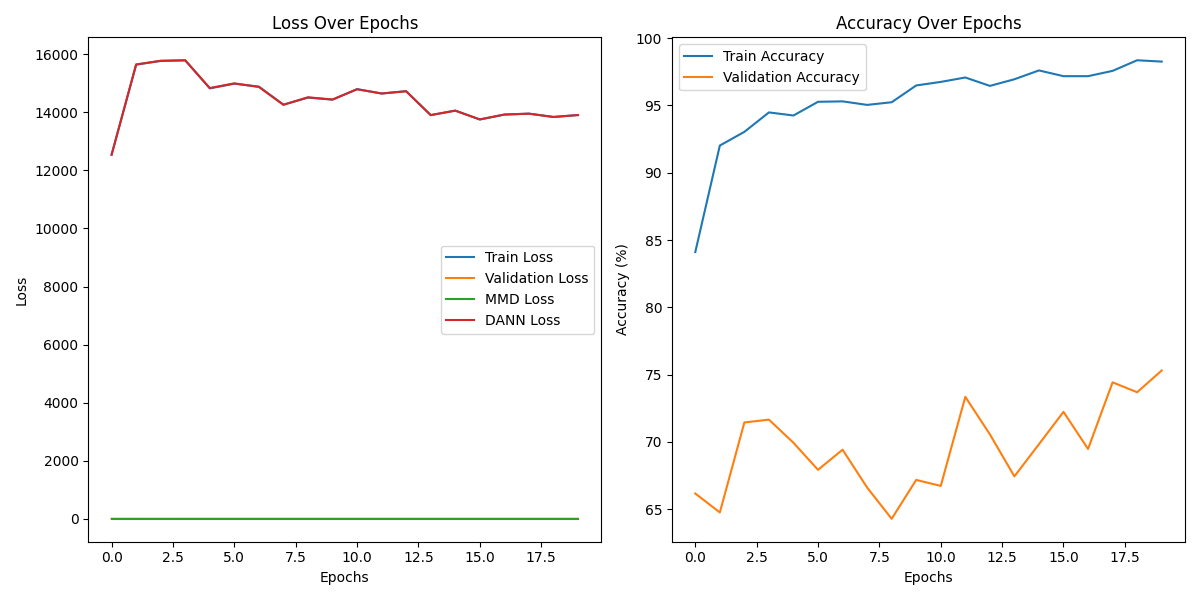 Loss Over Epochs
16000
14000
12000
10000
8000
6000
4000
2000
0
Loss
Train Loss
Validation Loss
MMD Loss
DANN Loss
0.0 2.5 5.0 7.5 10.0 12.5 15.0 17.5
Epochs
Accuracy Over Epochs
100
95
90
85
80
75
70
65
Accuracy (%)
Train Accuracy
Validation Accuracy
0.0 2.5 5.0 7.5 10.0 12.5 15.0 17.5
Epochs